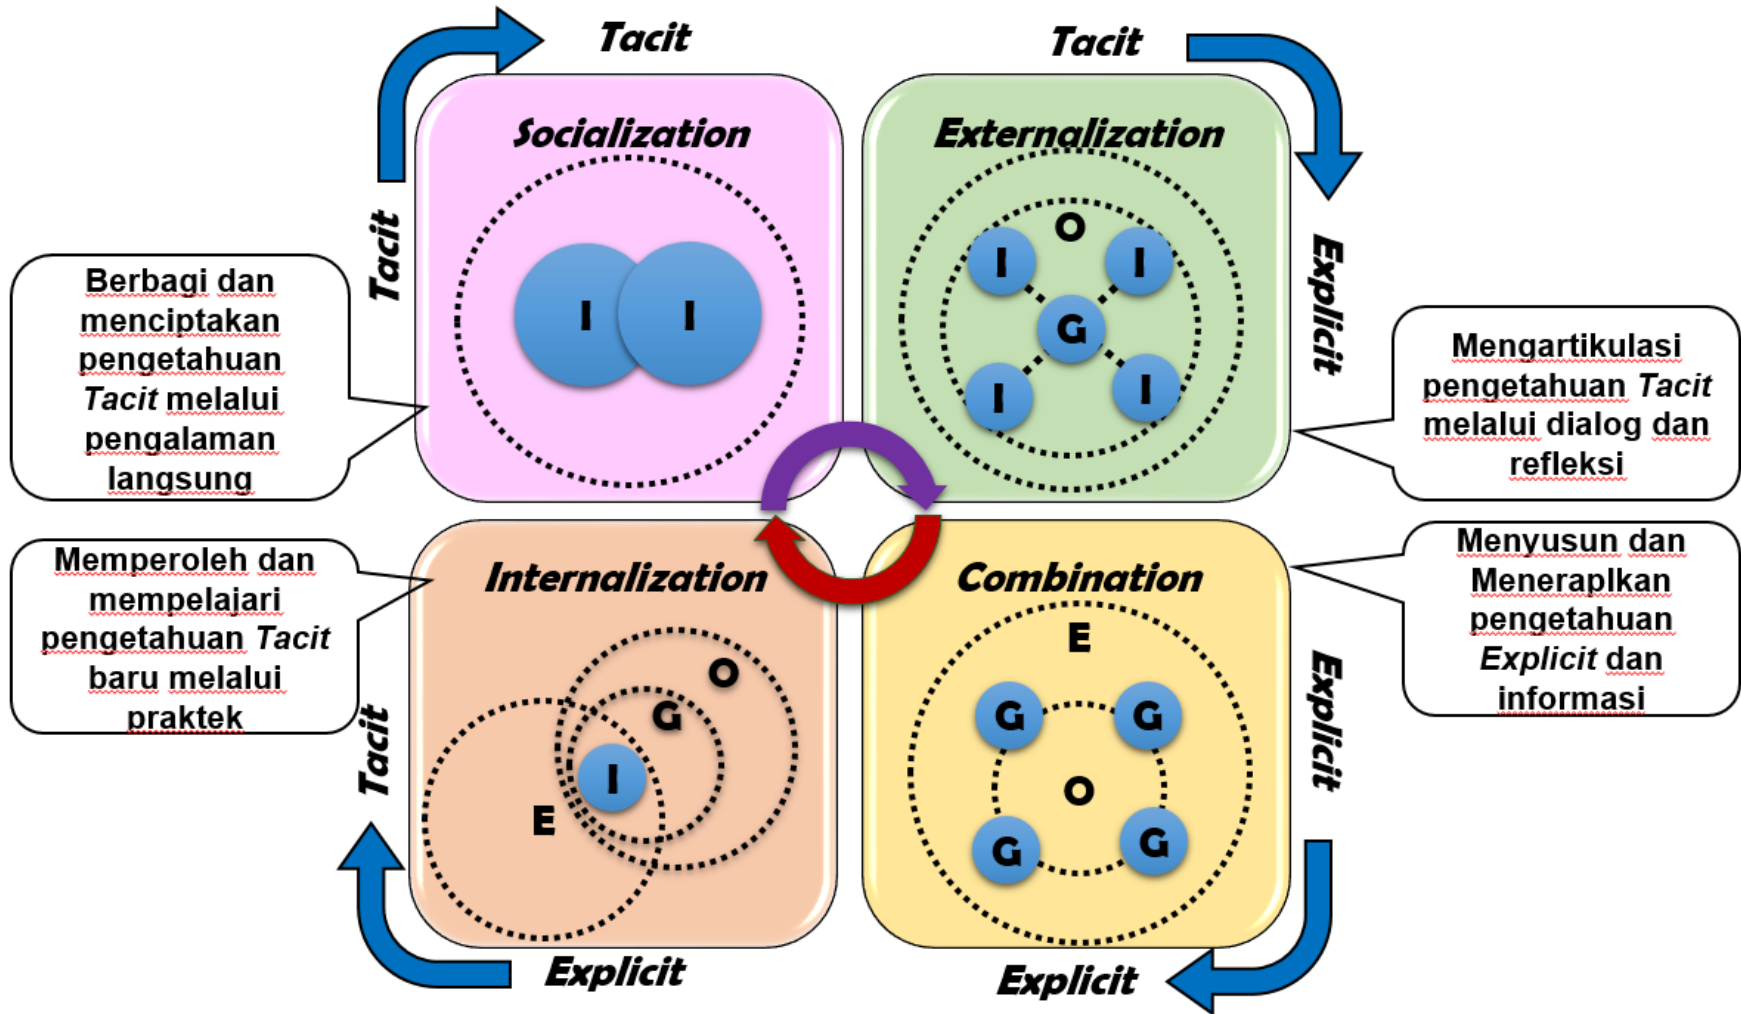 Tacit
Tacit
Socialization
Externalization
Tacit
Explicit
I
I
O
I
I
G
I
I
Berbagi dan
menciptakan
pengetahuan
Tacit melalui
pengalaman
langsung
Mengartikulasi
pengetahuan Tacit
melalui dialog dan
refleksi
Memperoleh dan
mempelajari
pengetahuan Tacit
baru melalui
praktek
Menyusun dan
Meneraplkan
pengetahuan
Explicit dan
informasi
Internalization
Combination
Tacit
Explicit
O
G
I
E
E
G
G
O
G
G
Explicit
Explicit